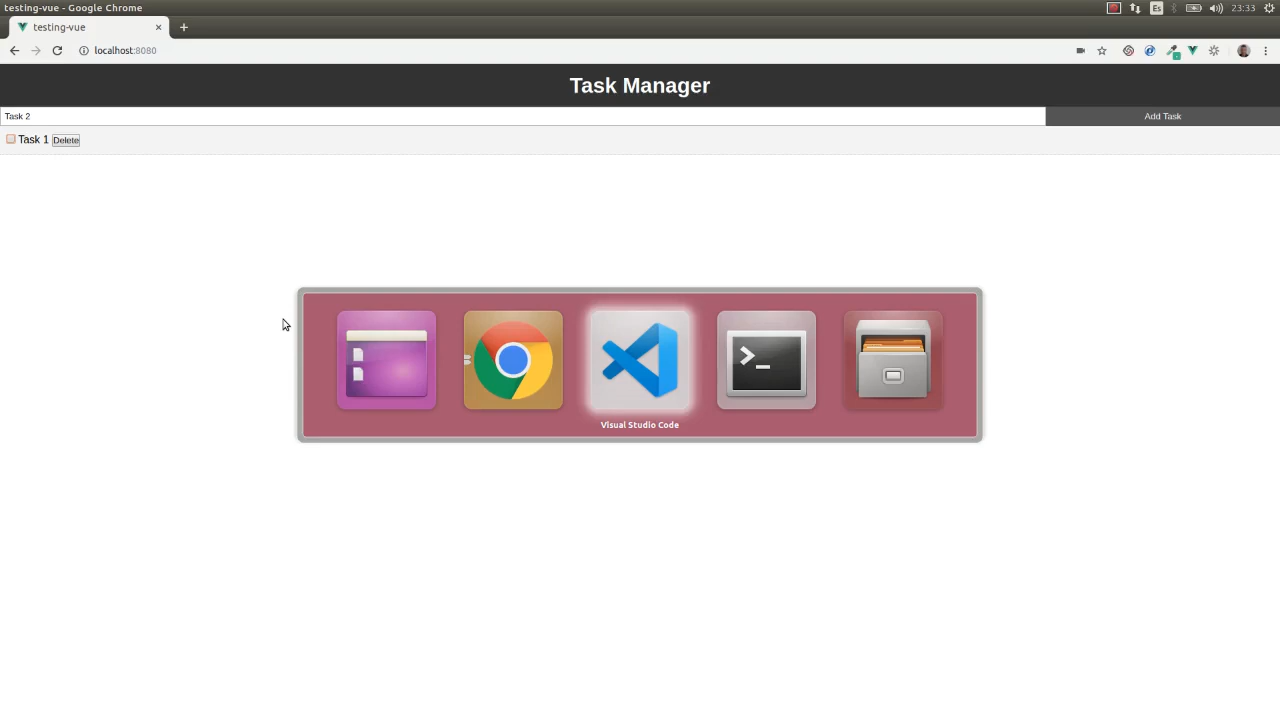 testing-vue - Google Chrome
Es
23:33
testing-vue
localhost:8080
Task Manager
Task 2
Add Task
Task 1 Delete
Visual Studio Code